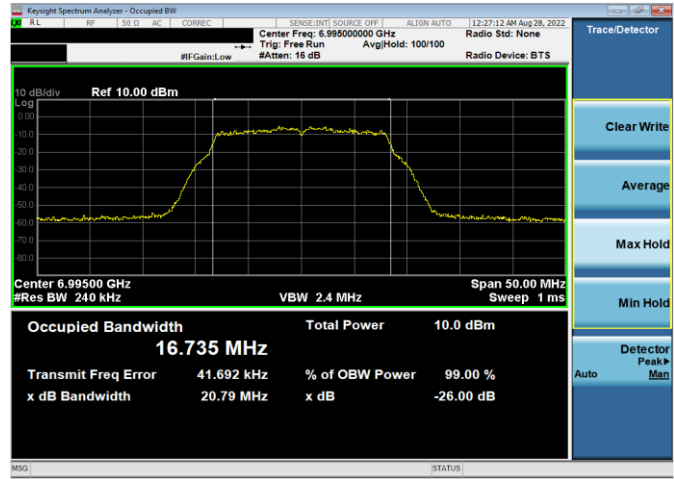 Keysight Spectrum Analyzer - Occupied BW
RL RF 50 Ω AC CORREC SENSE:INT SOURCE OFF ALIGN AUTO 12:27:12 AM Aug 28, 2022
Center Freq: 6.995000000 GHz Radio Std: None
Trig: Free Run Avg|Hold: 100/100
#IFGain:Low #Atten: 16 dB Radio Device: BTS
Trace/Detector
10 dB/div Ref 10.00 dBm
Log
0.00
-10.0
-20.0
-30.0
-40.0
-50.0
-60.0
-70.0
-80.0
Center 6.99500 GHz Span 50.00 MHz
#Res BW 240 kHz VBW 2.4 MHz Sweep 1 ms
Occupied Bandwidth Total Power 10.0 dBm
16.735 MHz
Transmit Freq Error 41.692 kHz % of OBW Power 99.00 %
x dB Bandwidth 20.79 MHz x dB -26.00 dB
Clear Write
Average
Max Hold
Min Hold
Detector
Peak▶
Auto Man
MSG STATUS